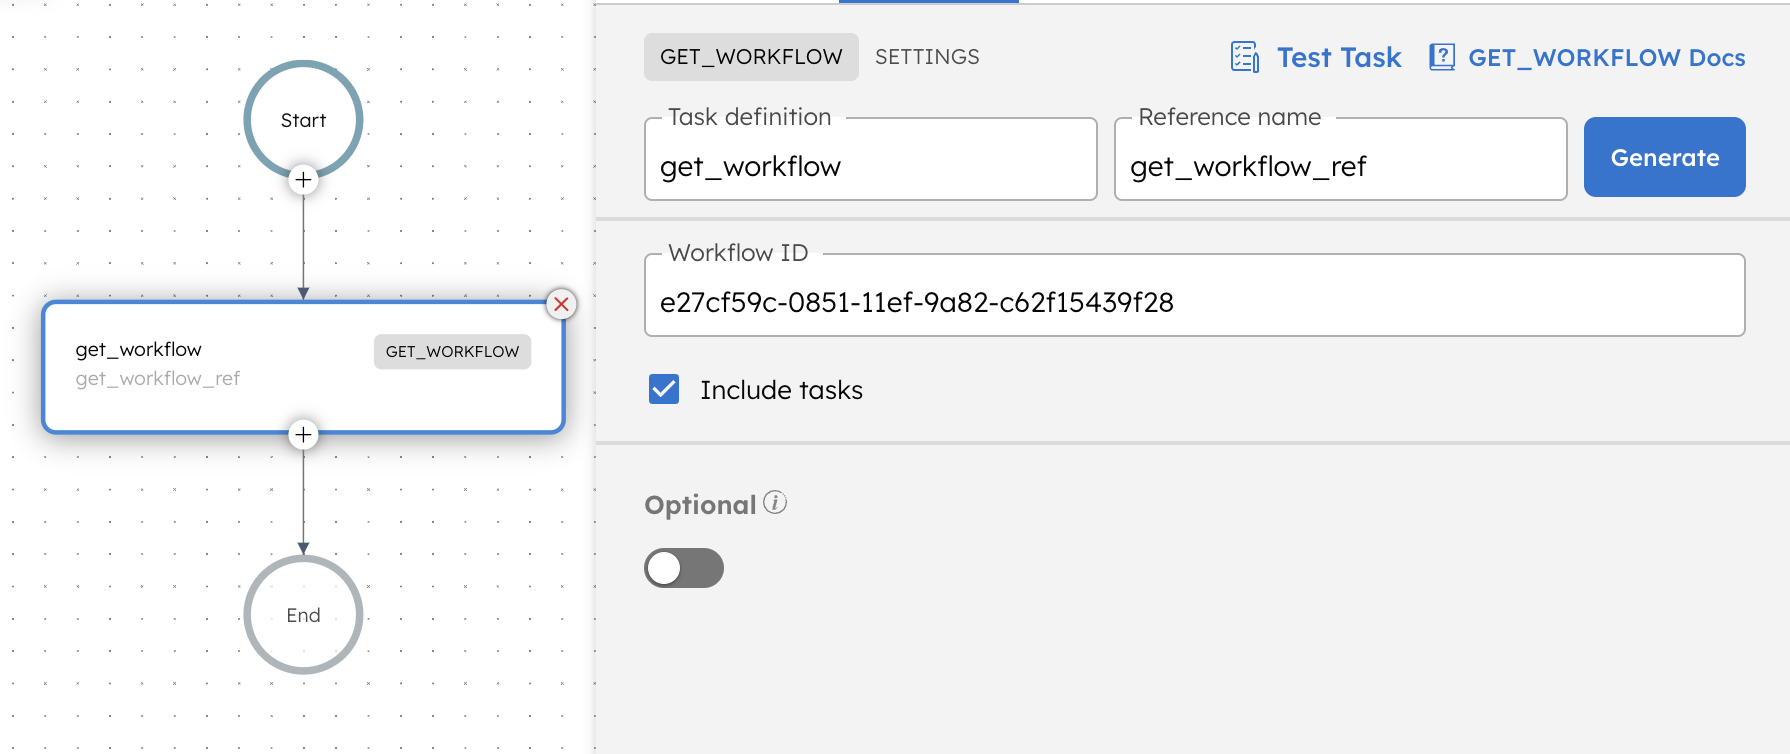 Start
get_workflow
GET_WORKFLOW
get_workflow_ref
End
GET_WORKFLOW
SETTINGS
Test Task
GET_WORKFLOW Docs
Task definition
get_workflow
Reference name
get_workflow_ref
Generate
Workflow ID
e27cf59c-0851-11ef-9a82-c62f15439f28
Include tasks
Optional